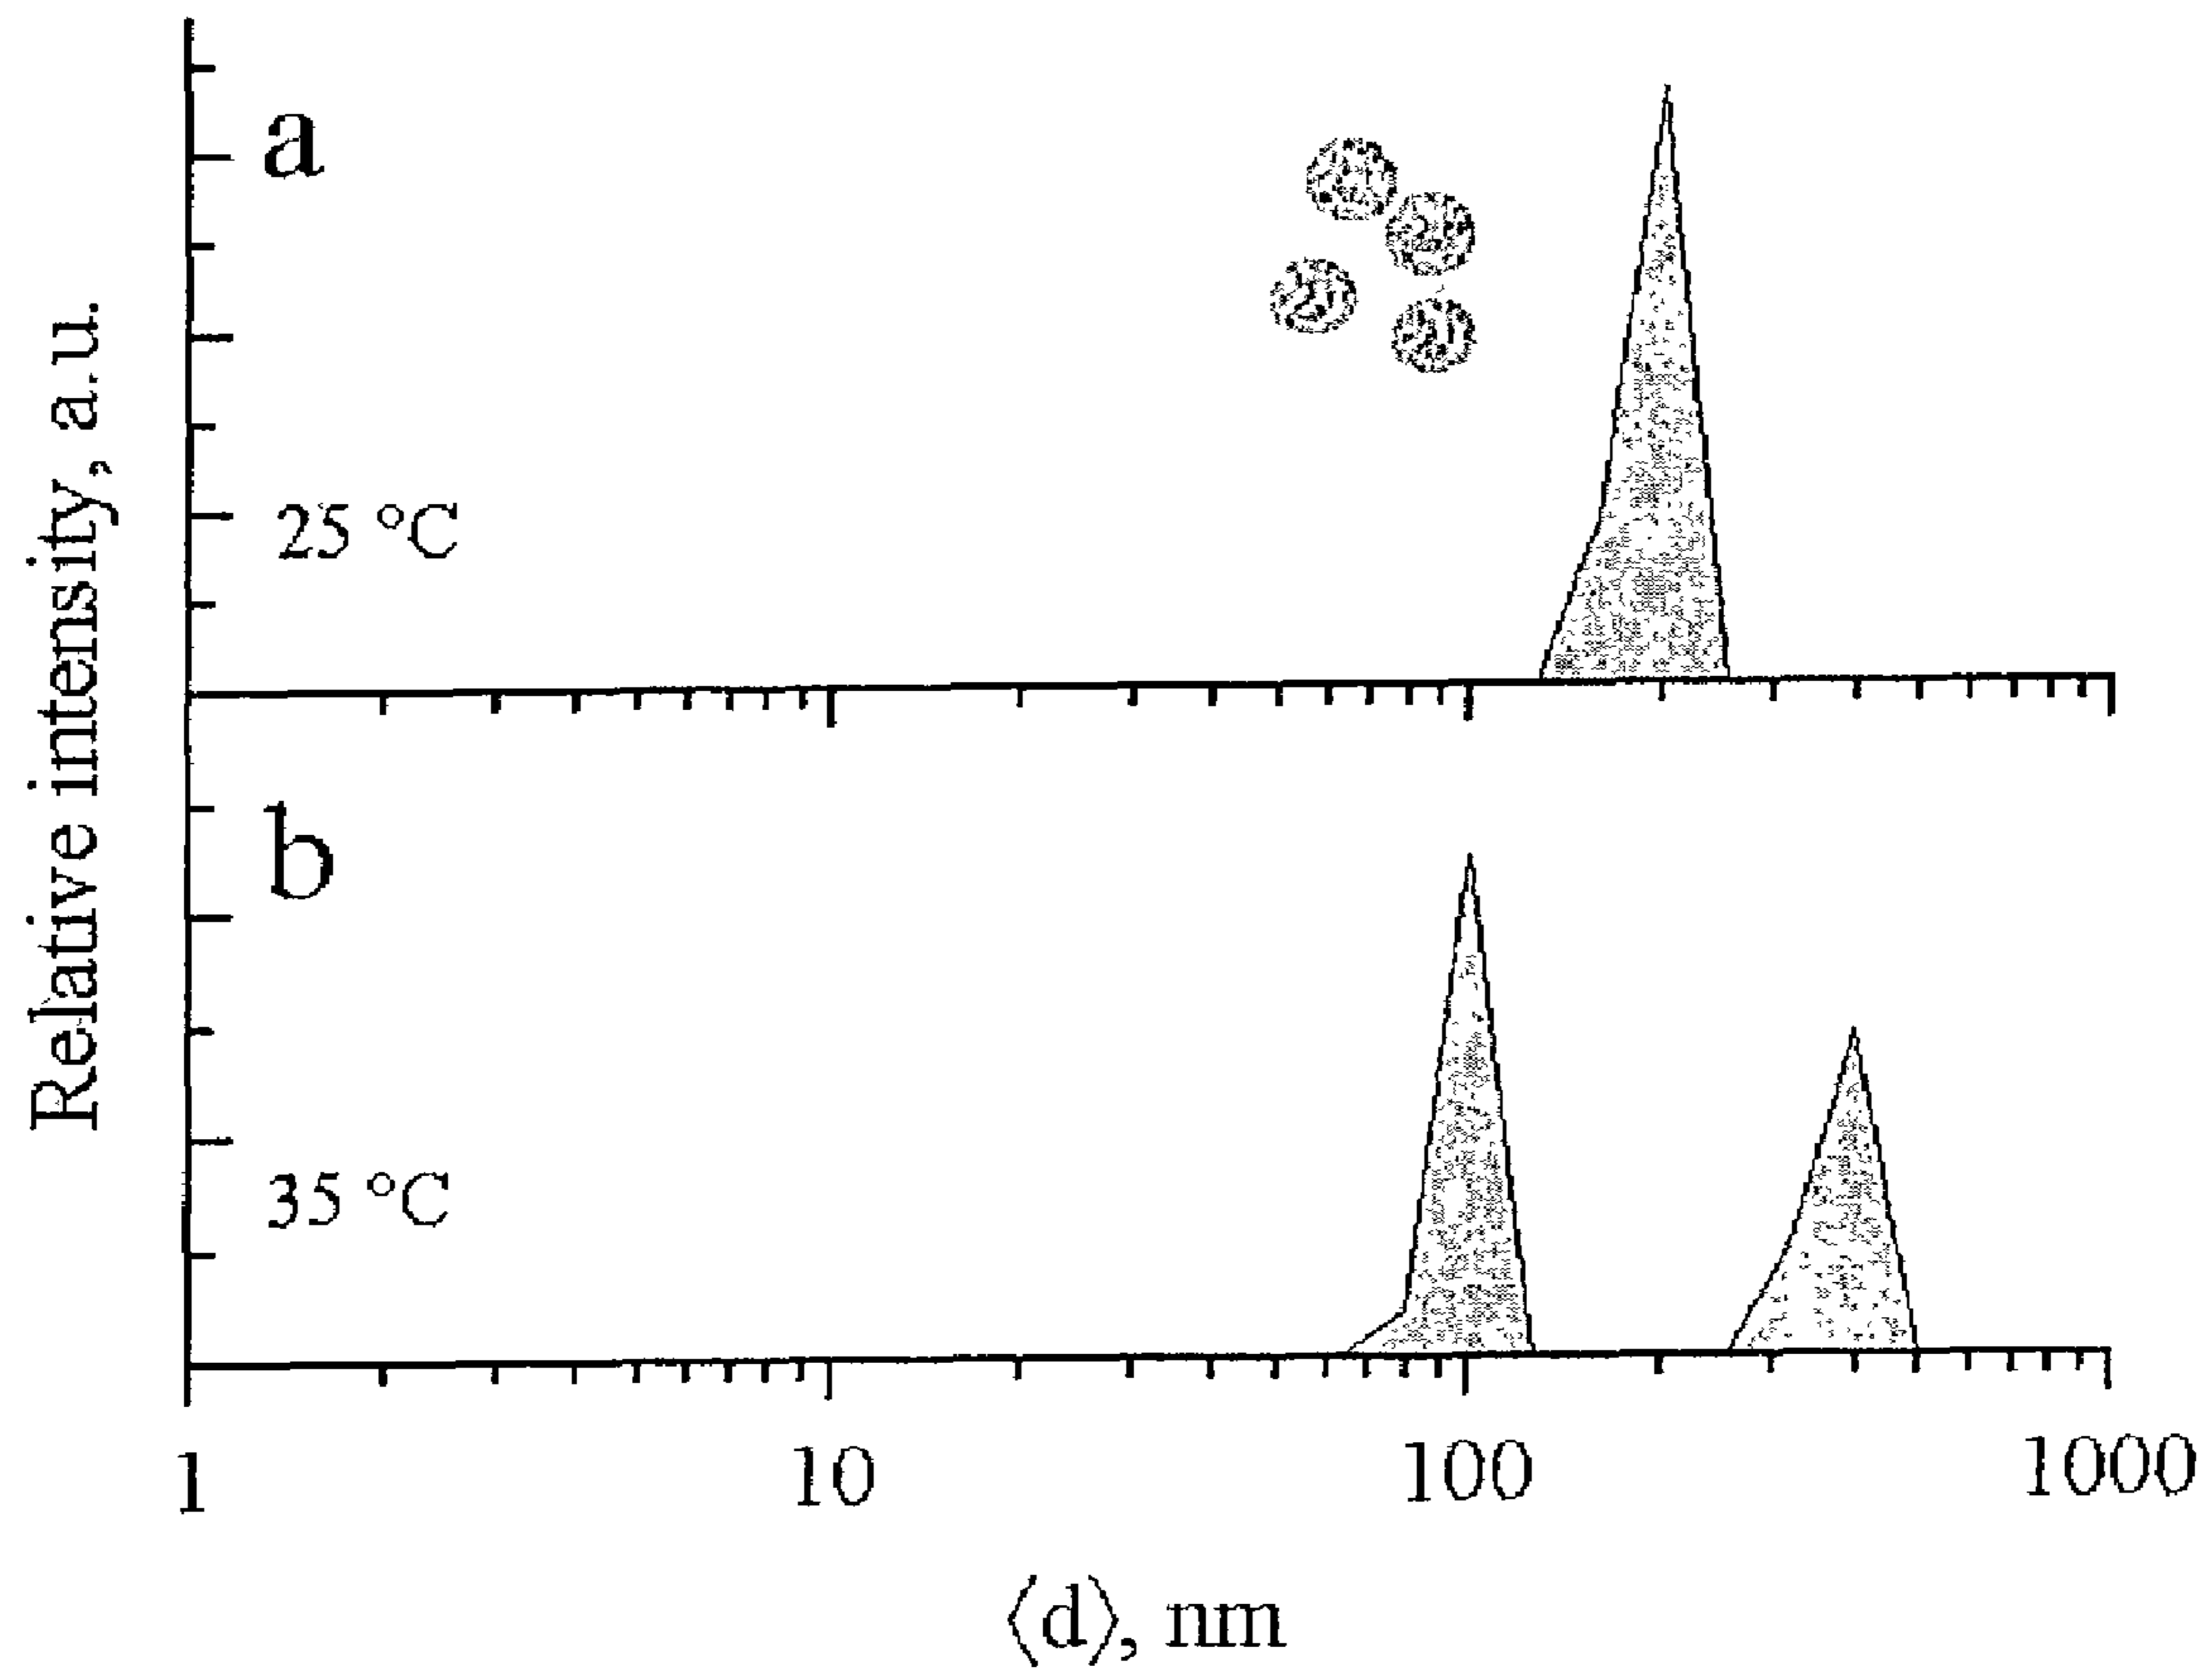 Relative intensity, a.u.
a
25 °C
b
35 °C
1 10 100 1000
⟨d⟩, nm